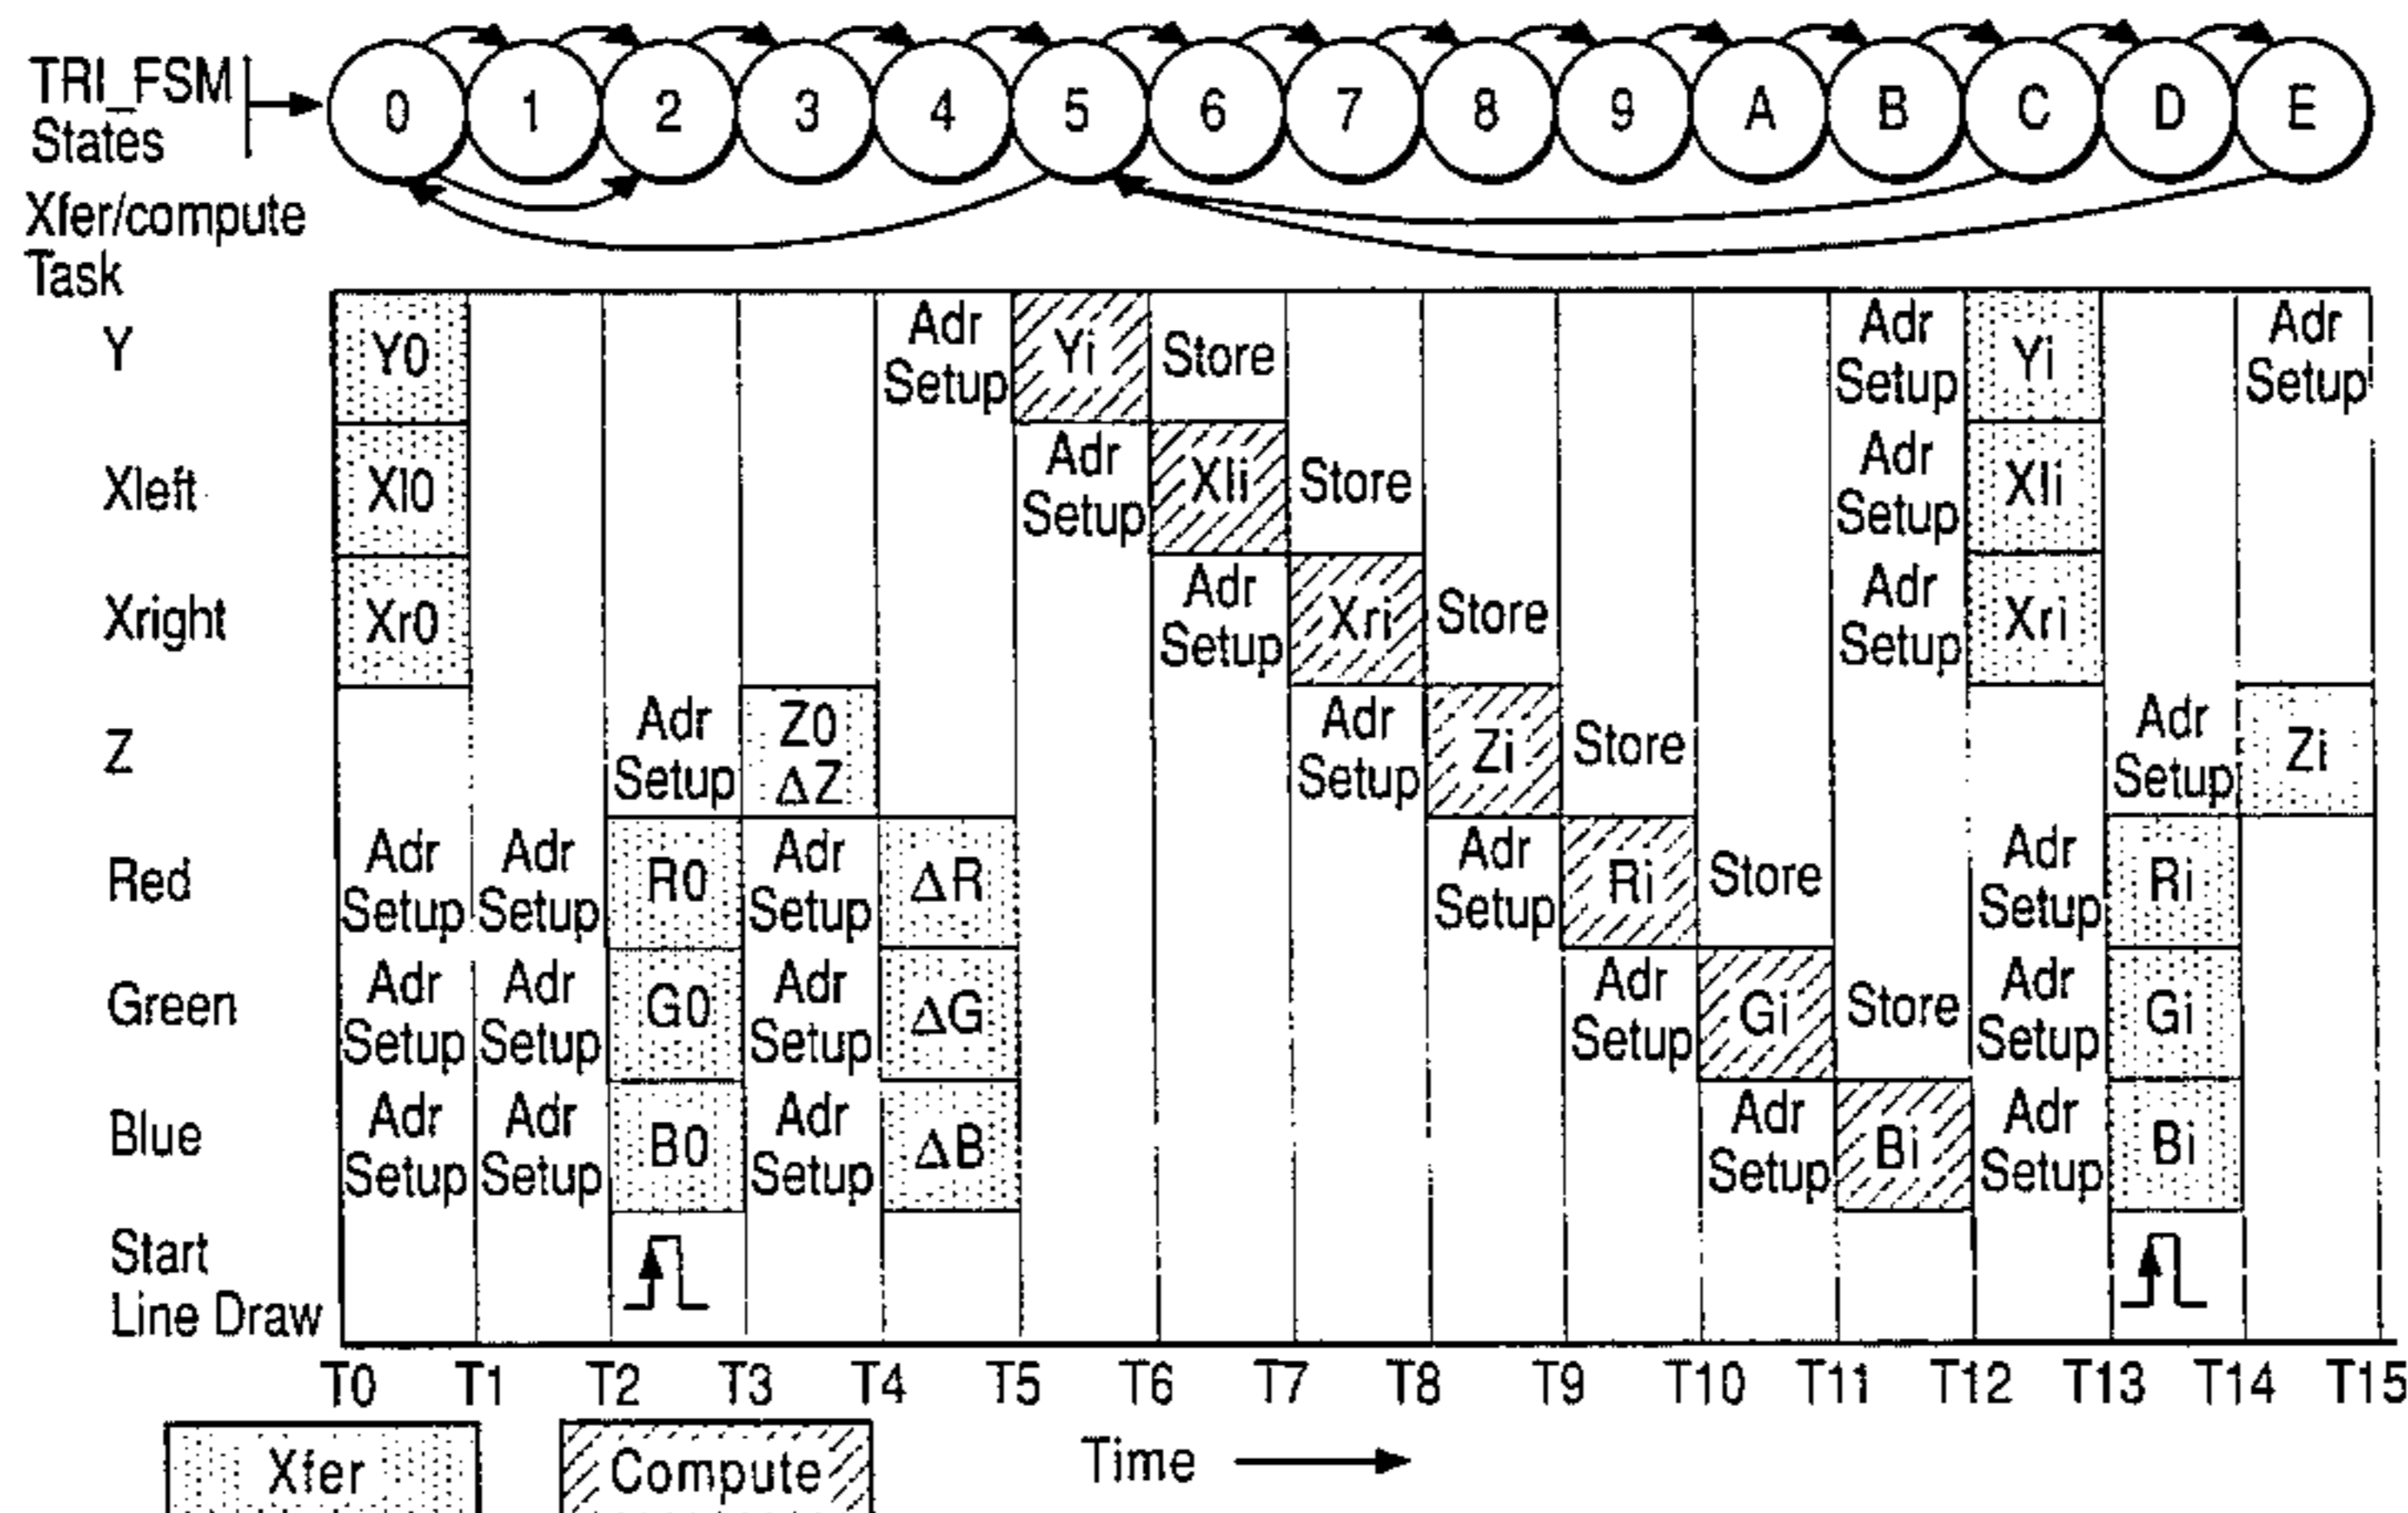 TRI_FSM
States
0 1 2 3 4 5 6 7 8 9 A B C D E
Xfer/compute
Task
Y Y0 Adr Setup Yi Store Adr Setup Yi Adr Setup
Xleft Xl0 Adr Setup Xli Store Adr Setup Xli
Xright Xr0 Adr Setup Xri Store Adr Setup Xri
Z Adr Setup Z0 ΔZ Adr Setup Zi Store Adr Setup Zi
Red Adr Setup Adr Setup R0 Adr Setup ΔR Adr Setup Ri Store Adr Setup Ri
Green Adr Setup Adr Setup G0 Adr Setup ΔG Adr Setup Gi Store Adr Setup Gi
Blue Adr Setup Adr Setup B0 Adr Setup ΔB Adr Setup Bi Adr Setup Bi
Start
Line Draw
T0 T1 T2 T3 T4 T5 T6 T7 T8 T9 T10 T11 T12 T13 T14 T15
Xfer Compute Time